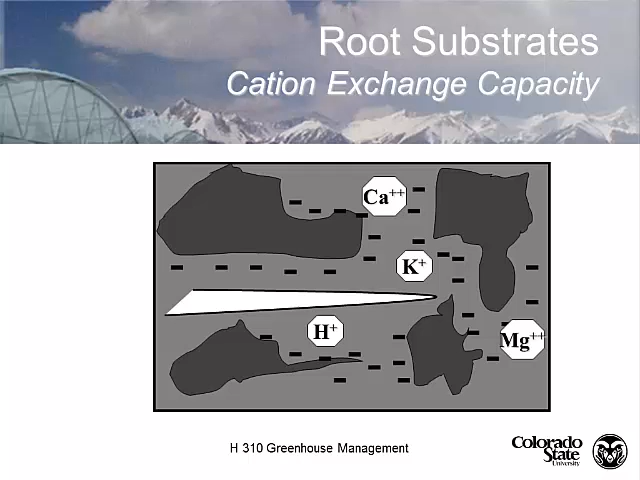 Root Substrates
Cation Exchange Capacity
Ca++
K+
H+
Mg++
H 310 Greenhouse Management
Colorado
State
University